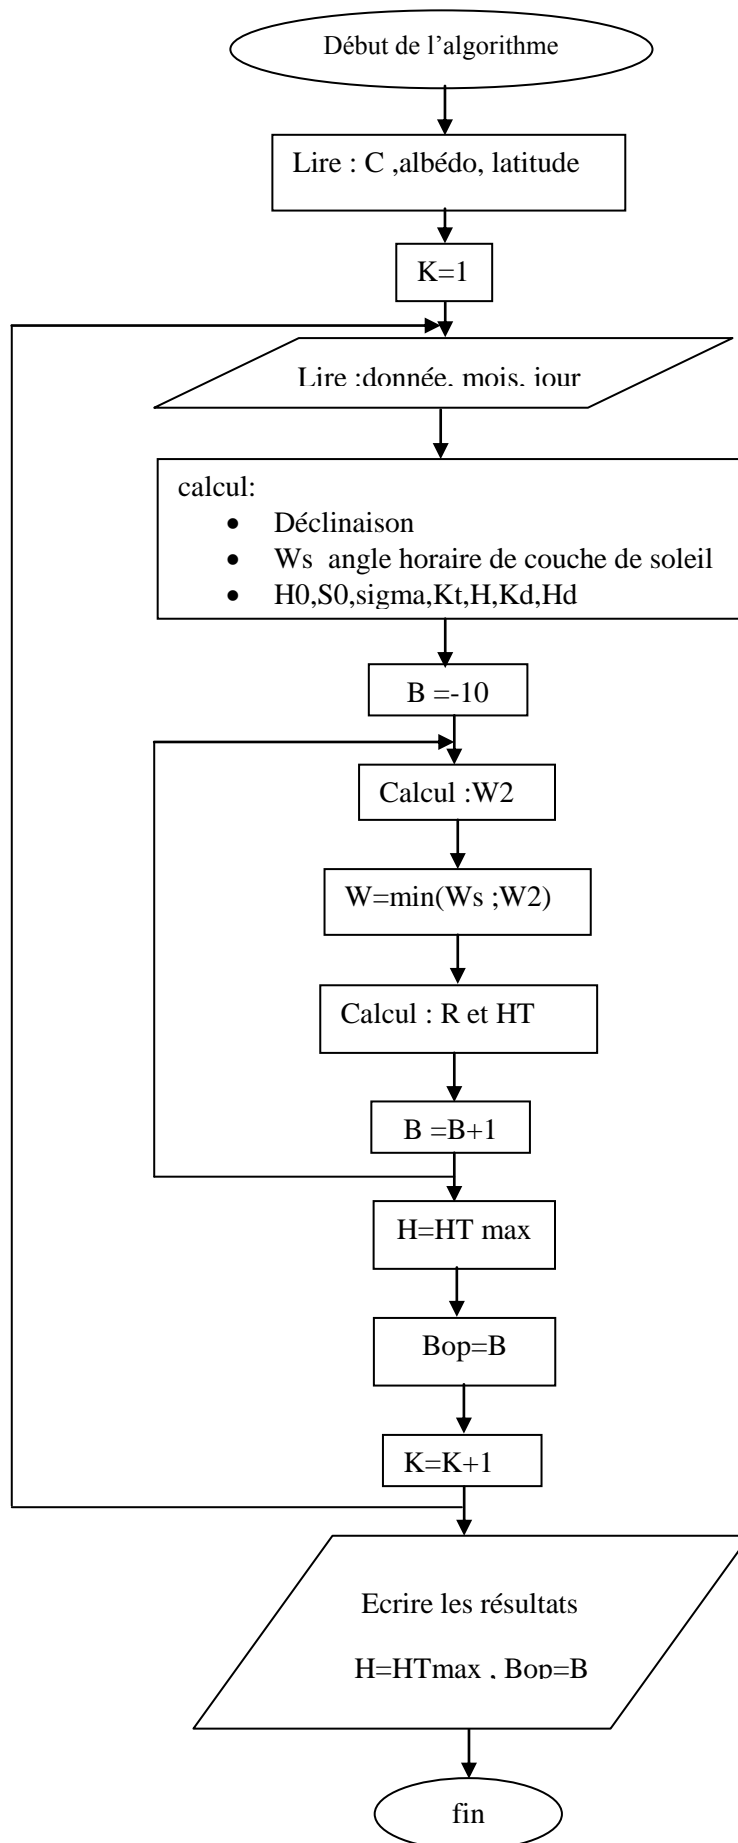 Début de l’algorithme
Lire : C ,albédo, latitude
K=1
Lire :donnée, mois, jour
calcul:
• Déclinaison
• Ws angle horaire de couche de soleil
• H0,S0,sigma,Kt,H,Kd,Hd
B =-10
Calcul :W2
W=min(Ws ;W2)
Calcul : R et HT
B =B+1
H=HT max
Bop=B
K=K+1
Ecrire les résultats
H=HTmax , Bop=B
fin